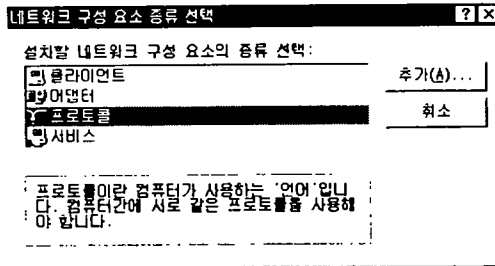 네트워크 구성 요소 종류 선택
설치할 네트워크 구성 요소의 종류 선택:
클라이언트
어댑터
프로토콜
서비스
추가(A)...
취소
프로토콜이란 컴퓨터가 사용하는 '언어'입니
다. 컴퓨터간에 서로 같은 프로토콜을 사용해
야 합니다.